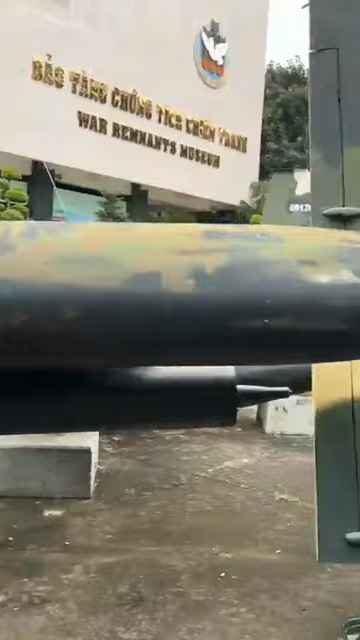 BẢO TÀNG CHỨNG TÍCH CHIẾN TRANH
WAR REMNANTS MUSEUM